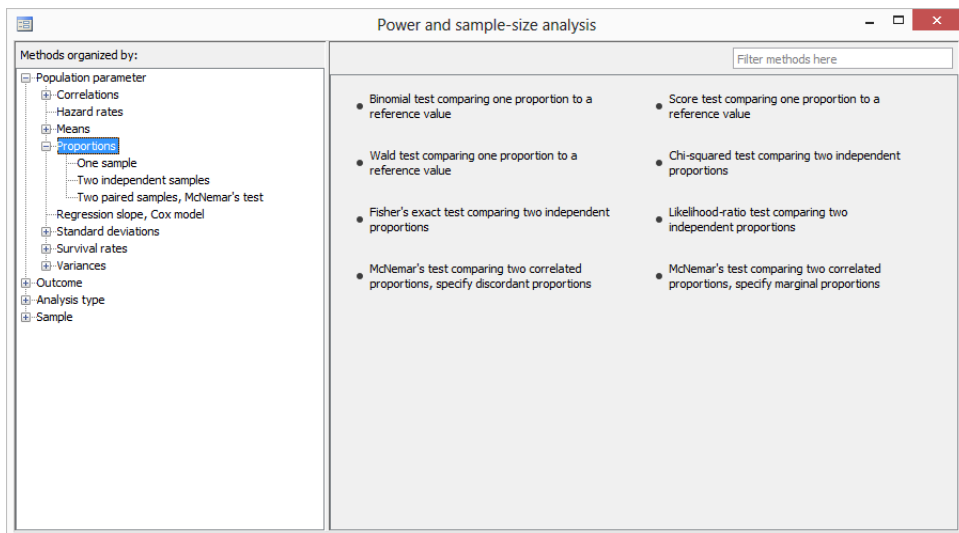 Power and sample-size analysis
Methods organized by:
Filter methods here
Population parameter
Correlations
Hazard rates
Means
Proportions
One sample
Two independent samples
Two paired samples, McNemar's test
Regression slope, Cox model
Standard deviations
Survival rates
Variances
Outcome
Analysis type
Sample
Binomial test comparing one proportion to a
reference value
Score test comparing one proportion to a
reference value
Wald test comparing one proportion to a
reference value
Chi-squared test comparing two independent
proportions
Fisher's exact test comparing two independent
proportions
Likelihood-ratio test comparing two
independent proportions
McNemar's test comparing two correlated
proportions, specify discordant proportions
McNemar's test comparing two correlated
proportions, specify marginal proportions